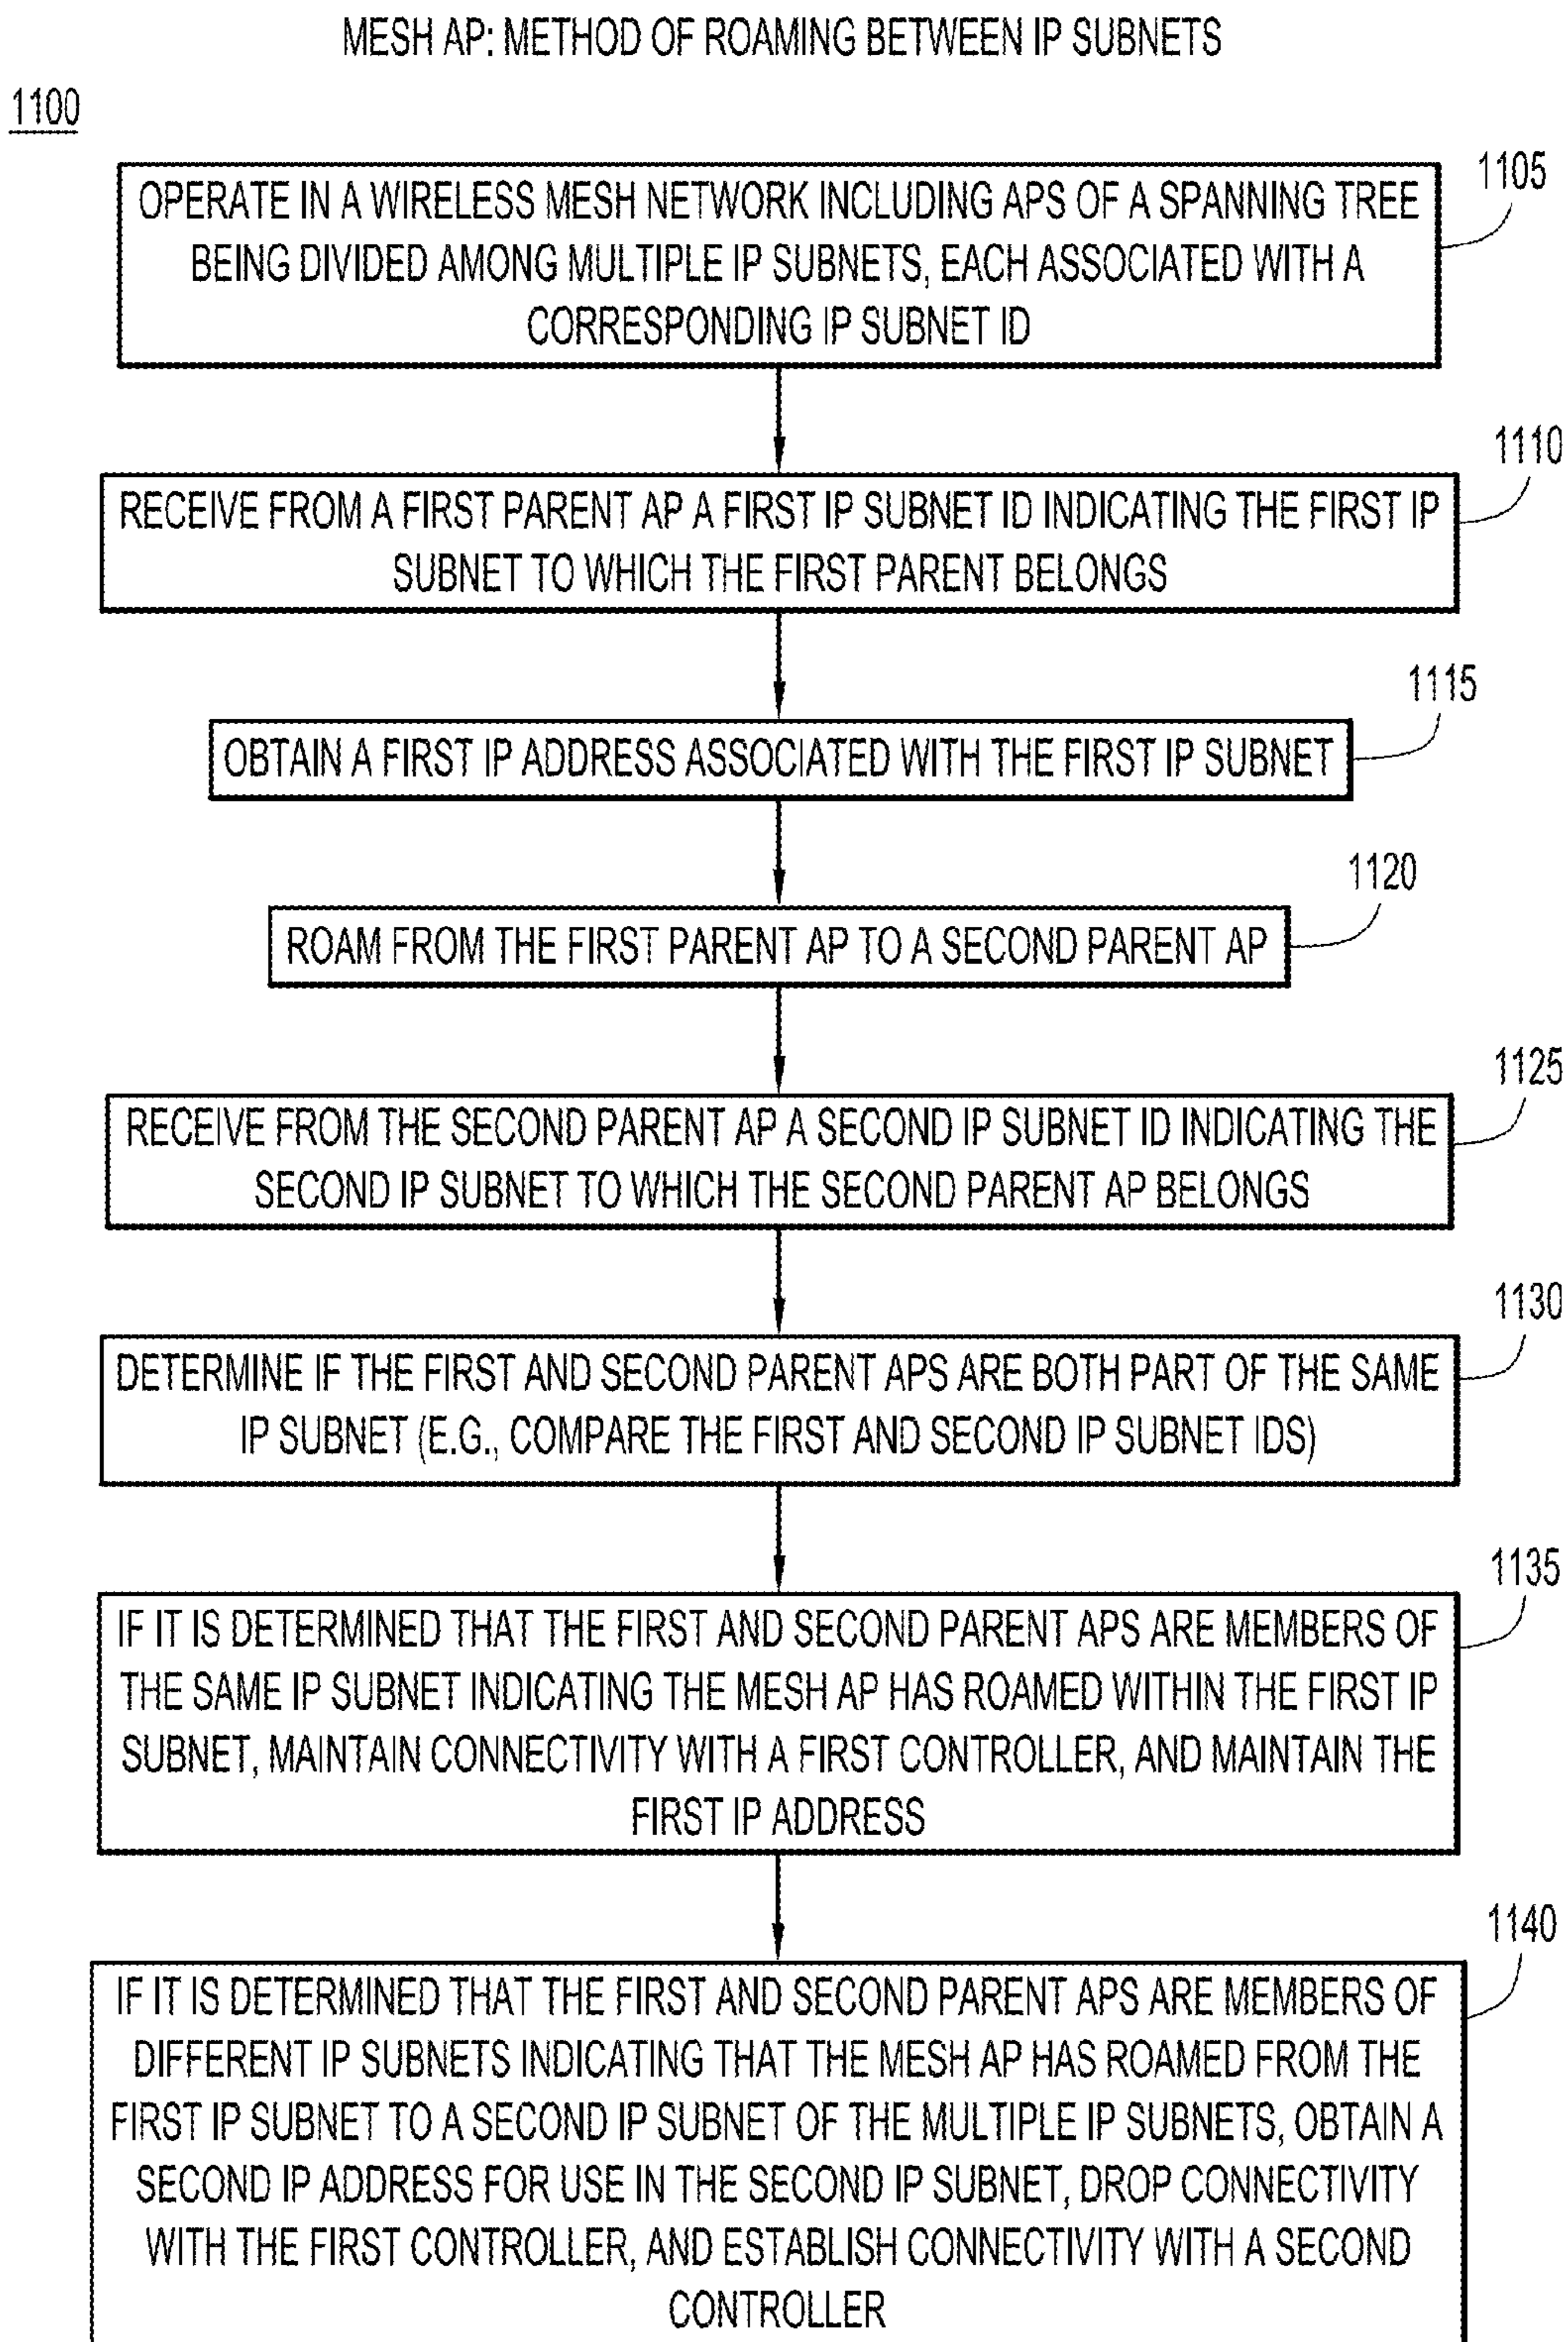 MESH AP: METHOD OF ROAMING BETWEEN IP SUBNETS
1100
1105
OPERATE IN A WIRELESS MESH NETWORK INCLUDING APS OF A SPANNING TREE
BEING DIVIDED AMONG MULTIPLE IP SUBNETS, EACH ASSOCIATED WITH A
CORRESPONDING IP SUBNET ID
1110
RECEIVE FROM A FIRST PARENT AP A FIRST IP SUBNET ID INDICATING THE FIRST IP
SUBNET TO WHICH THE FIRST PARENT BELONGS
1115
OBTAIN A FIRST IP ADDRESS ASSOCIATED WITH THE FIRST IP SUBNET
1120
ROAM FROM THE FIRST PARENT AP TO A SECOND PARENT AP
1125
RECEIVE FROM THE SECOND PARENT AP A SECOND IP SUBNET ID INDICATING THE
SECOND IP SUBNET TO WHICH THE SECOND PARENT AP BELONGS
1130
DETERMINE IF THE FIRST AND SECOND PARENT APS ARE BOTH PART OF THE SAME
IP SUBNET (E.G., COMPARE THE FIRST AND SECOND IP SUBNET IDS)
1135
IF IT IS DETERMINED THAT THE FIRST AND SECOND PARENT APS ARE MEMBERS OF
THE SAME IP SUBNET INDICATING THE MESH AP HAS ROAMED WITHIN THE FIRST IP
SUBNET, MAINTAIN CONNECTIVITY WITH A FIRST CONTROLLER, AND MAINTAIN THE
FIRST IP ADDRESS
1140
IF IT IS DETERMINED THAT THE FIRST AND SECOND PARENT APS ARE MEMBERS OF
DIFFERENT IP SUBNETS INDICATING THAT THE MESH AP HAS ROAMED FROM THE
FIRST IP SUBNET TO A SECOND IP SUBNET OF THE MULTIPLE IP SUBNETS, OBTAIN A
SECOND IP ADDRESS FOR USE IN THE SECOND IP SUBNET, DROP CONNECTIVITY
WITH THE FIRST CONTROLLER, AND ESTABLISH CONNECTIVITY WITH A SECOND
CONTROLLER